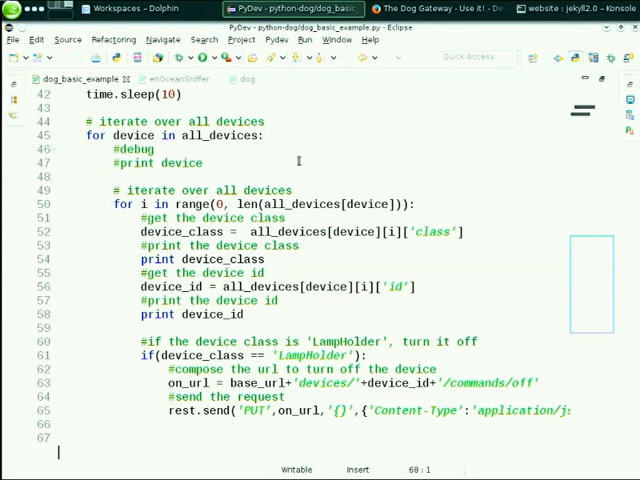 Workspaces – Dolphin
PyDev - python-dog/dog_basic…
The Dog Gateway - Use it! - D…
website : jekyll2.0 – Konsole
PyDev - python-dog/dog_basic_example.py - Eclipse
File Edit Source Refactoring Navigate Search Project Pydev Run Window Help
Quick Access
dog_basic_example
enOceanSniffer
dog
42 time.sleep(10)
43
44 # iterate over all devices
45 for device in all_devices:
46 #debug
47 #print device
48
49 # iterate over all devices
50 for i in range(0, len(all_devices[device])):
51 #get the device class
52 device_class =  all_devices[device][i]['class']
53 #print the device class
54 print device_class
55 #get the device id
56 device_id = all_devices[device][i]['id']
57 #print the device id
58 print device_id
59
60 #if the device class is 'LampHolder', turn it off
61 if(device_class == 'LampHolder'):
62 #compose the url to turn off the device
63 on_url = base_url+'devices/'+device_id+'/commands/off'
64 #send the request
65 rest.send('PUT',on_url,'{}',{'Content-Type':'application/j
66
67
Writable Insert 68 : 1